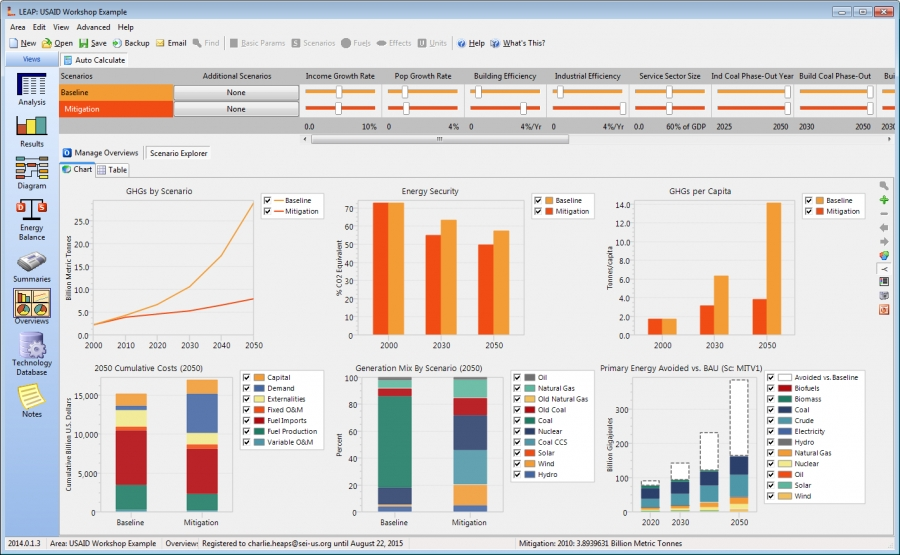 LEAP: USAID Workshop Example
Area Edit View Advanced Help
New Open Save Backup Email Find Basic Params Scenarios Fuels Effects Units Help What's This?
Views
Auto Calculate
Scenarios Additional Scenarios Income Growth Rate Pop Growth Rate Building Efficiency Industrial Efficiency Service Sector Size Ind Coal Phase-Out Year Build Coal Phase-Out Bui
Baseline None
Mitigation None
0.0 10% 0 4% 0 4%/Yr 0 4%/Yr 0.0 60% of GDP 2025 2050 2030 2050 2030
Analysis
Results
Diagram
Energy Balance
Summaries
Overviews
Technology Database
Notes
Manage Overviews Scenario Explorer
Chart Table
GHGs by Scenario
Baseline
Mitigation
Billion Metric Tonnes
25.0
20.0
15.0
10.0
5.0
0.0
2000 2010 2020 2030 2040 2050
Energy Security
Baseline
Mitigation
% CO2 Equivalent
70
60
50
40
30
20
10
0
2000 2030 2050
GHGs per Capita
Baseline
Mitigation
Tonnes/capita
14.0
12.0
10.0
8.0
6.0
4.0
2.0
0.0
2000 2030 2050
2050 Cumulative Costs (2050)
Capital
Demand
Externalities
Fixed O&M
Fuel Imports
Fuel Production
Variable O&M
Cumulative Billion U.S. Dollars
15,000
10,000
5,000
0
Baseline Mitigation
Generation Mix By Scenario (2050)
Oil
Natural Gas
Old Natural Gas
Old Coal
Coal
Nuclear
Coal CCS
Solar
Wind
Hydro
Percent
100
80
60
40
20
0
Baseline Mitigation
Primary Energy Avoided vs. BAU (Sc: MITV1)
Avoided vs. Baseline
Biofuels
Biomass
Coal
Crude
Electricity
Hydro
Natural Gas
Nuclear
Oil
Solar
Wind
Billion Gigajoules
300
200
100
0
2020 2030 2050
2014.0.1.3 Area: USAID Workshop Example Overview: Registered to charlie.heaps@sei-us.org until August 22, 2015 Mitigation: 2010: 3.8939631 Billion Metric Tonnes